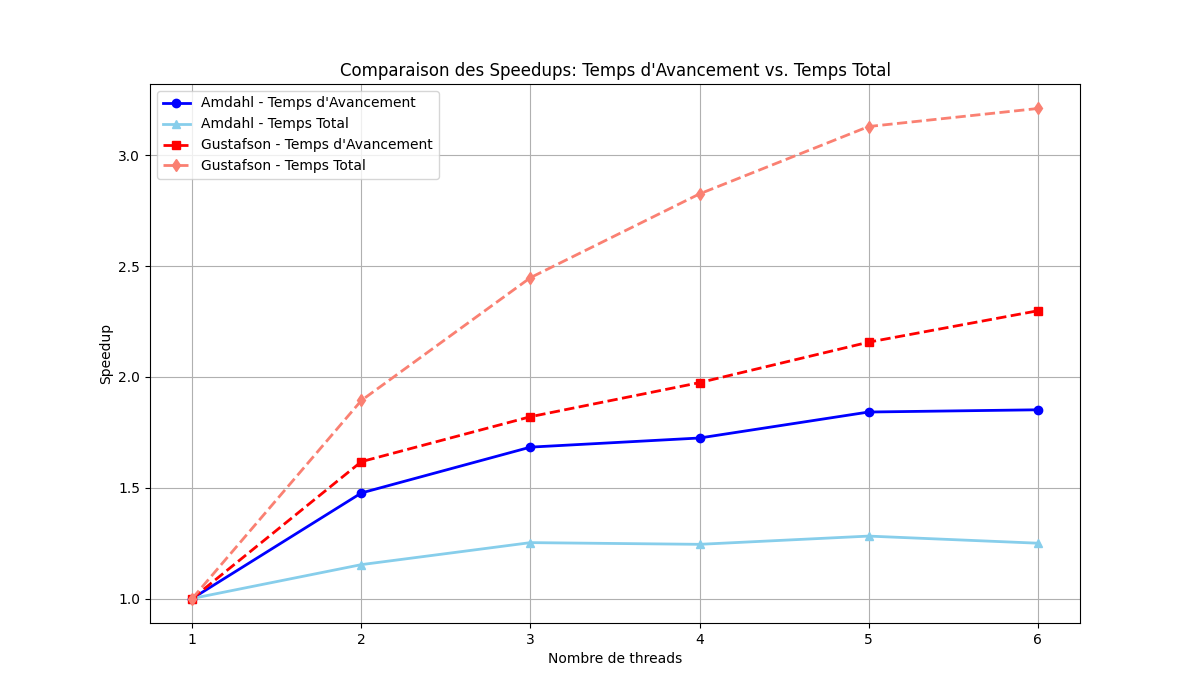 Comparaison des Speedups: Temps d'Avancement vs. Temps Total
Amdahl - Temps d'Avancement
Amdahl - Temps Total
Gustafson - Temps d'Avancement
Gustafson - Temps Total
3.0
2.5
2.0
1.5
1.0
Speedup
1 2 3 4 5 6
Nombre de threads